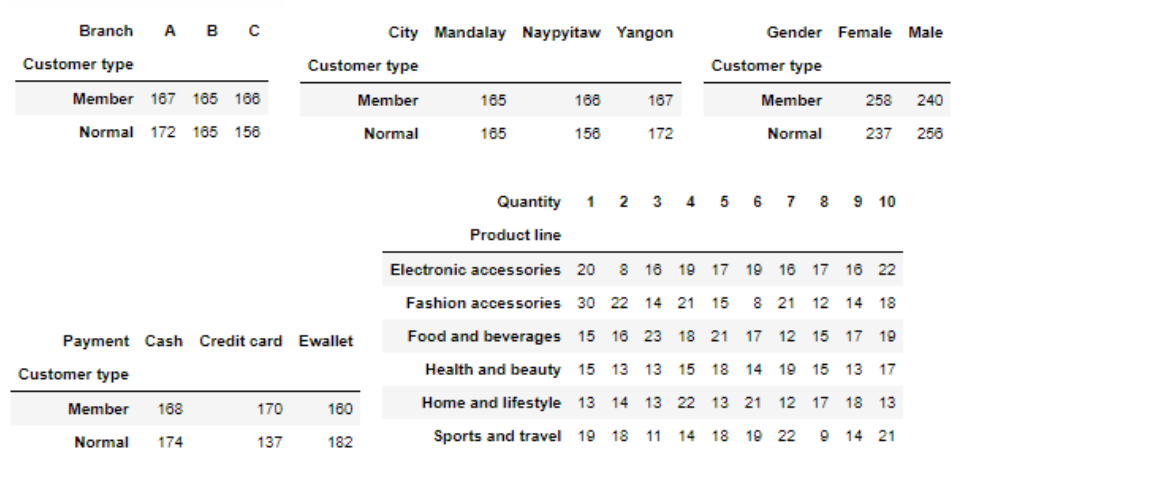 Branch A B C
Customer type
Member 167 165 166
Normal 172 165 156
City Mandalay Naypyitaw Yangon
Customer type
Member 165 166 167
Normal 165 156 172
Gender Female Male
Customer type
Member 258 240
Normal 237 256
Payment Cash Credit card Ewallet
Customer type
Member 168 170 160
Normal 174 137 182
Quantity 1 2 3 4 5 6 7 8 9 10
Product line
Electronic accessories 20 8 16 19 17 19 16 17 16 22
Fashion accessories 30 22 14 21 15 8 21 12 14 18
Food and beverages 15 16 23 18 21 17 12 15 17 19
Health and beauty 15 13 13 15 18 14 19 15 13 17
Home and lifestyle 13 14 13 22 13 21 12 17 18 13
Sports and travel 19 18 11 14 18 19 22 9 14 21